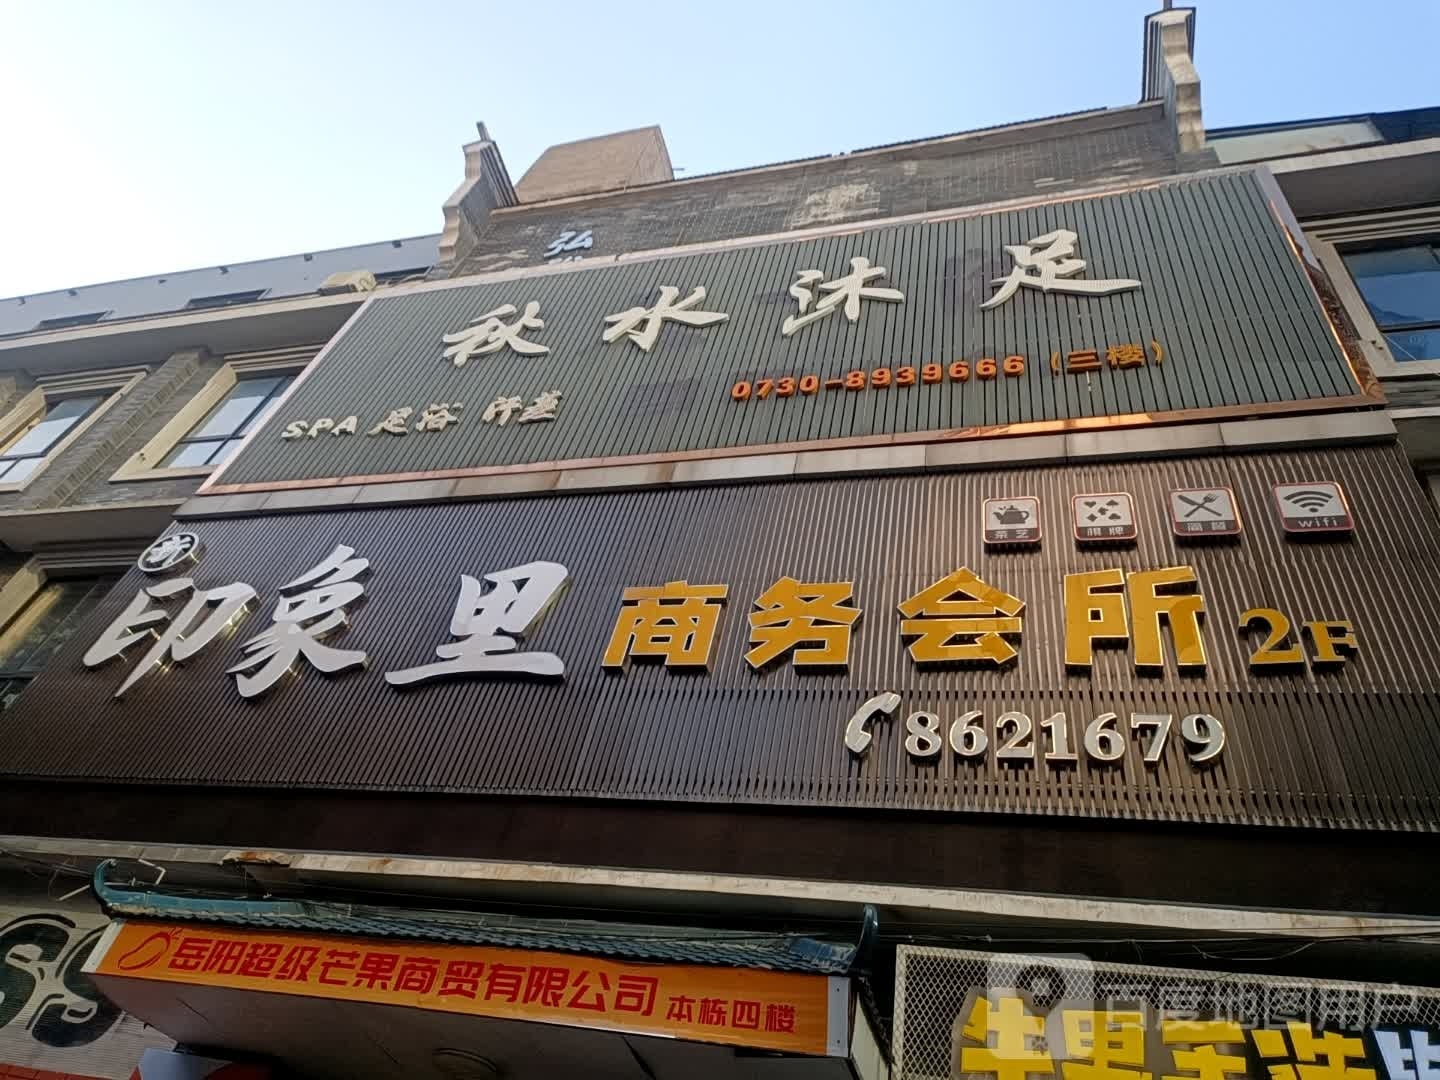 弘
秋水沐足
0730-8939666（三楼）
SPA 足浴
茶艺 棋牌 简餐 wifi
新
印象里商务会所 2F
8621679
岳阳超级芒果商贸有限公司 本栋四楼
百度地图用户